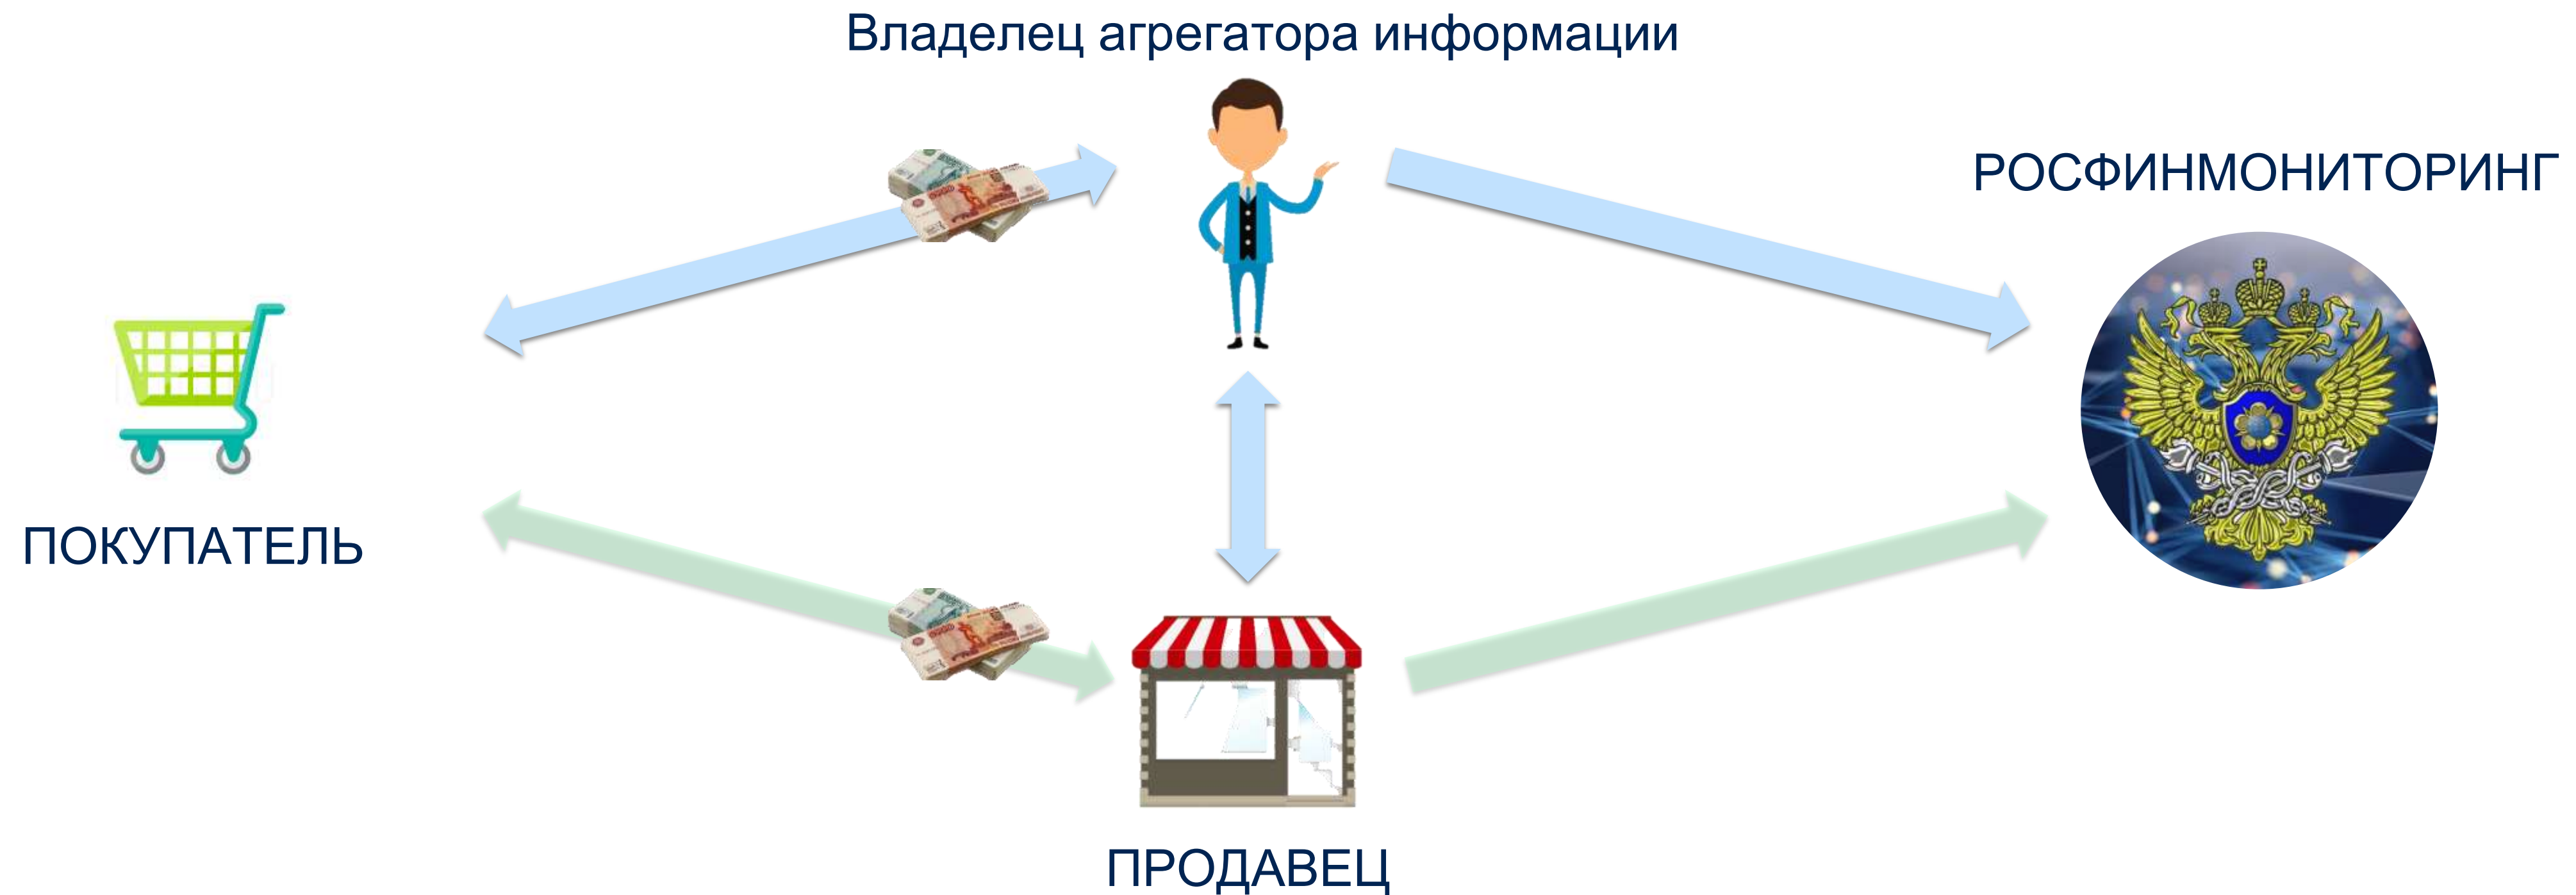 Владелец агрегатора информации
РОСФИНМОНИТОРИНГ
ПОКУПАТЕЛЬ
ПРОДАВЕЦ